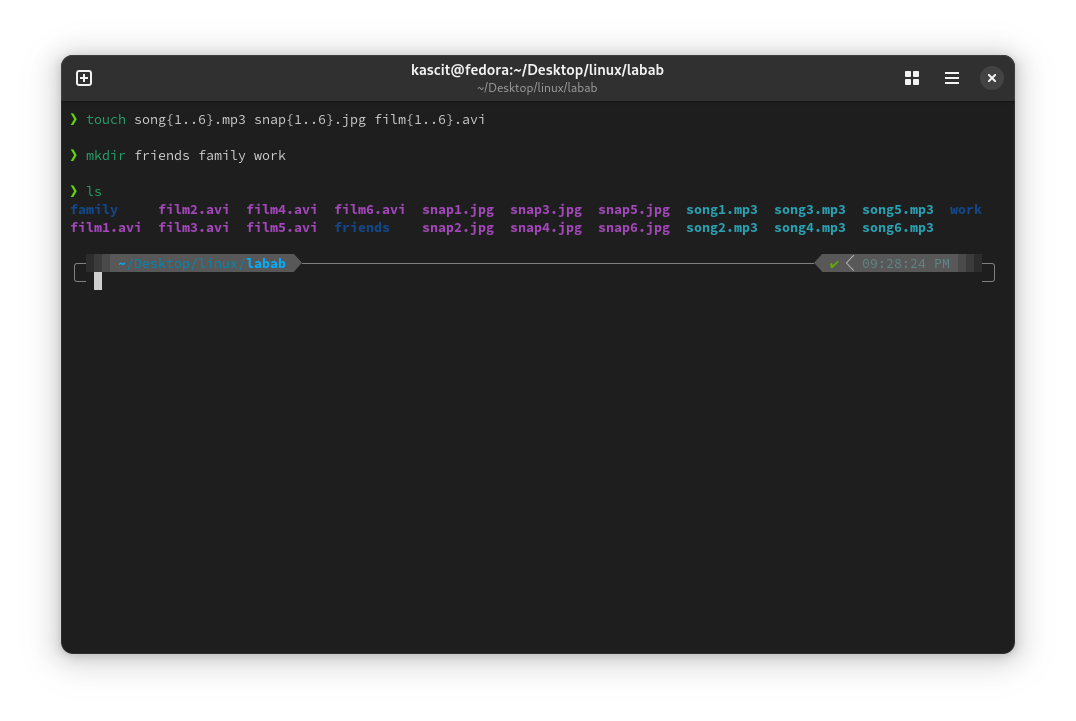 kascit@fedora:~/Desktop/linux/labab
~/Desktop/linux/labab
❯ touch song{1..6}.mp3 snap{1..6}.jpg film{1..6}.avi
❯ mkdir friends family work
❯ ls
family film2.avi film4.avi film6.avi snap1.jpg snap3.jpg snap5.jpg song1.mp3 song3.mp3 song5.mp3 work
film1.avi film3.avi film5.avi friends snap2.jpg snap4.jpg snap6.jpg song2.mp3 song4.mp3 song6.mp3
~/Desktop/linux/labab ✔ 09:28:24 PM